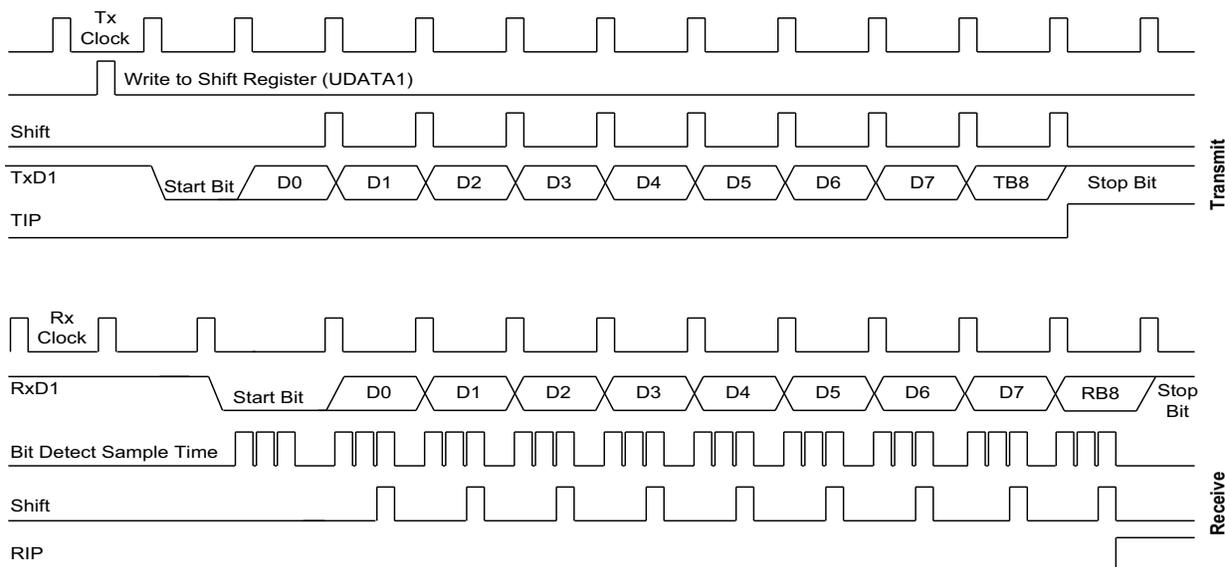 Tx
Clock
Write to Shift Register (UDATA1)
Shift
TxD1
Start Bit D0 D1 D2 D3 D4 D5 D6 D7 TB8 Stop Bit
TIP
Transmit
Rx
Clock
RxD1
Start Bit D0 D1 D2 D3 D4 D5 D6 D7 RB8 Stop
Bit
Bit Detect Sample Time
Shift
RIP
Receive